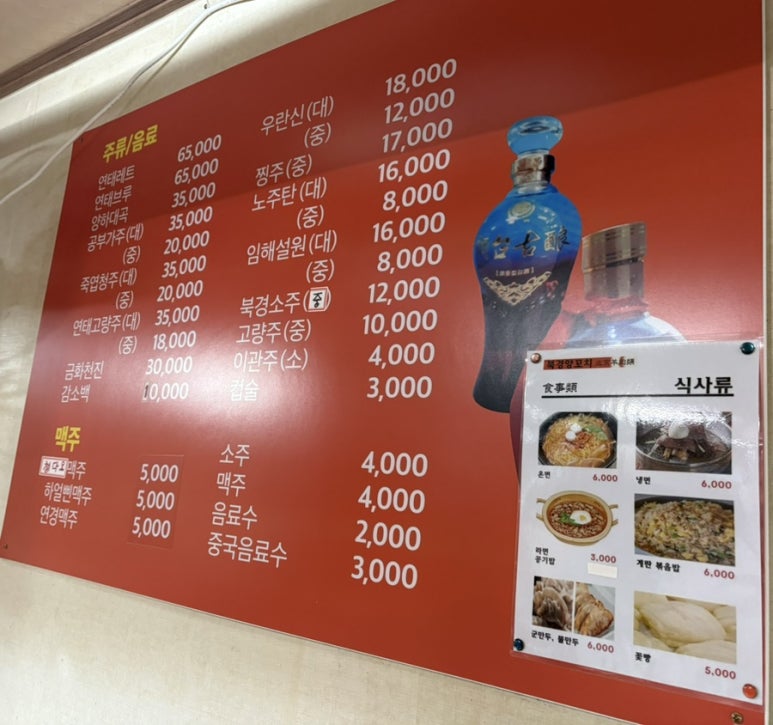 주류/음료
연태레트 65,000
연태브루 65,000
양하대곡 35,000
공부가주(대) 35,000
(중) 20,000
죽엽청주(대) 35,000
(중) 20,000
연태고량주(대) 35,000
(중) 18,000
금화천진 30,000
감소백
우란신(대) 18,000
(중) 12,000
찡주(중) 17,000
노주탄(대) 16,000
(중) 8,000
임해설원(대) 16,000
(중) 8,000
북경소주(중) 12,000
고량주(중) 10,000
이관주(소) 4,000
컵술 3,000
맥주
맥주 5,000
하얼삔맥주 5,000
연경맥주 5,000
소주 4,000
맥주 4,000
음료수 2,000
중국음료수 3,000
古酿
북경양꼬치
食事類 식사류
온면 6,000
냉면 6,000
라면
공기밥 3,000
계란 볶음밥 6,000
군만두, 물만두 6,000
꽃빵 5,000